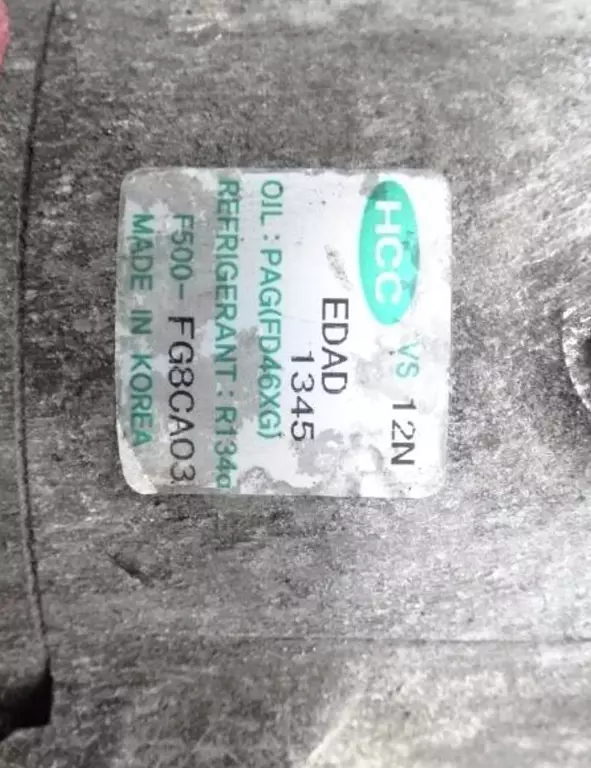 HCC VS 12N
EDAD
1345
OIL : PAG(FD46XG)
REFRIGERANT : R134a
F500- FG8CA03
MADE IN KOREA